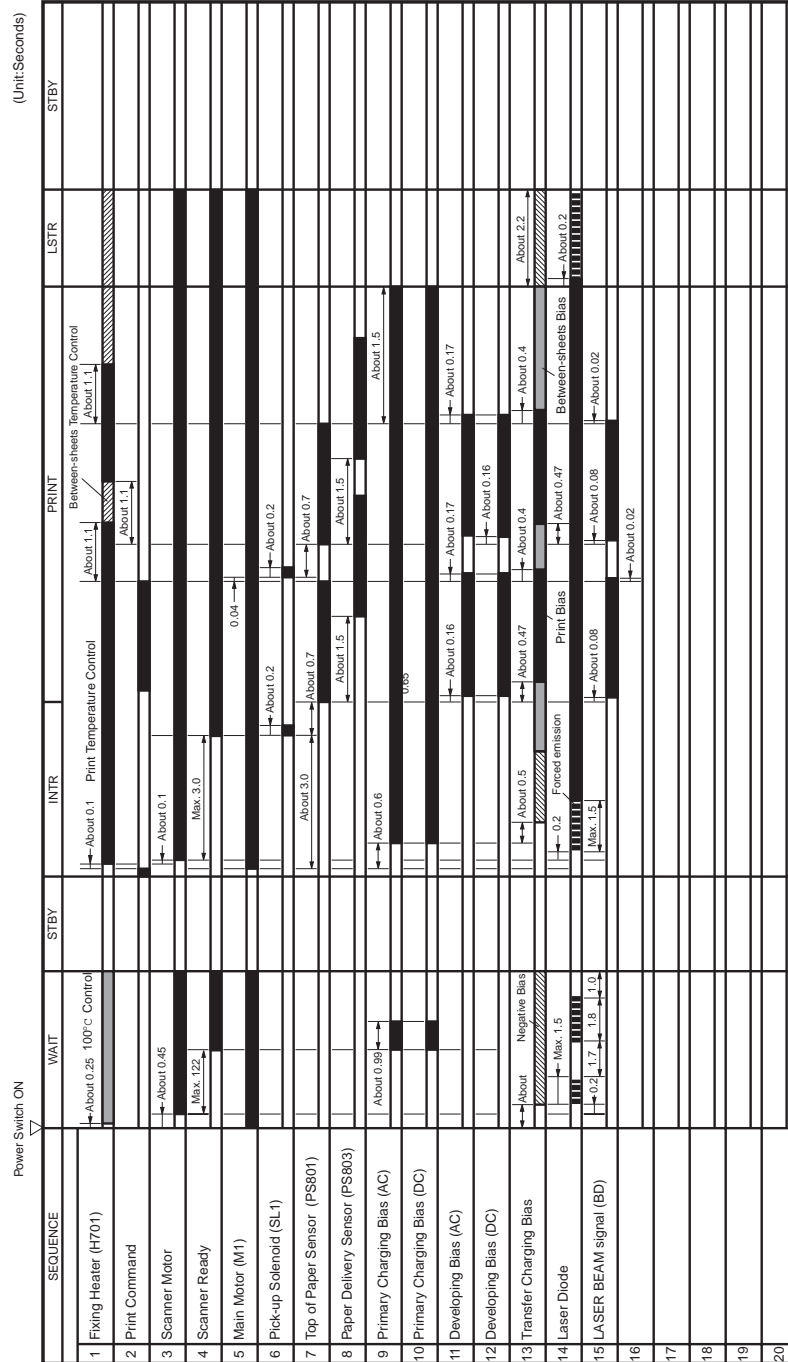 Power Switch ON
(Unit:Seconds)
SEQUENCE WAIT STBY INTR PRINT LSTR STBY
1 Fixing Heater (H701) About 0.25 100°C Control About 0.1 Print Temperature Control About 1.1 Between-sheets Temperature Control About 1.1
2 Print Command About 1.1
3 Scanner Motor About 0.45 About 0.1
4 Scanner Ready Max. 122 Max. 3.0
5 Main Motor (M1) 0.04
6 Pick-up Solenoid (SL1) About 0.2 About 0.2
7 Top of Paper Sensor (PS801) About 3.0 About 0.7 About 0.7
8 Paper Delivery Sensor (PS803) About 1.5 About 1.5
9 Primary Charging Bias (AC) About 0.99 About 0.6 About 1.5
10 Primary Charging Bias (DC) 0.65
11 Developing Bias (AC) About 0.16 About 0.17 About 0.17
12 Developing Bias (DC) About 0.16
13 Transfer Charging Bias About Negative Bias About 0.5 About 0.47 About 0.4 About 0.4 About 2.2
14 Laser Diode Max. 1.5 0.2 Forced emission Print Bias About 0.47 Between-sheets Bias About 0.2
15 LASER BEAM signal (BD) 0.2 1.7 1.8 1.0 Max. 1.5 About 0.08 About 0.08 About 0.02
16 About 0.02
17
18
19
20